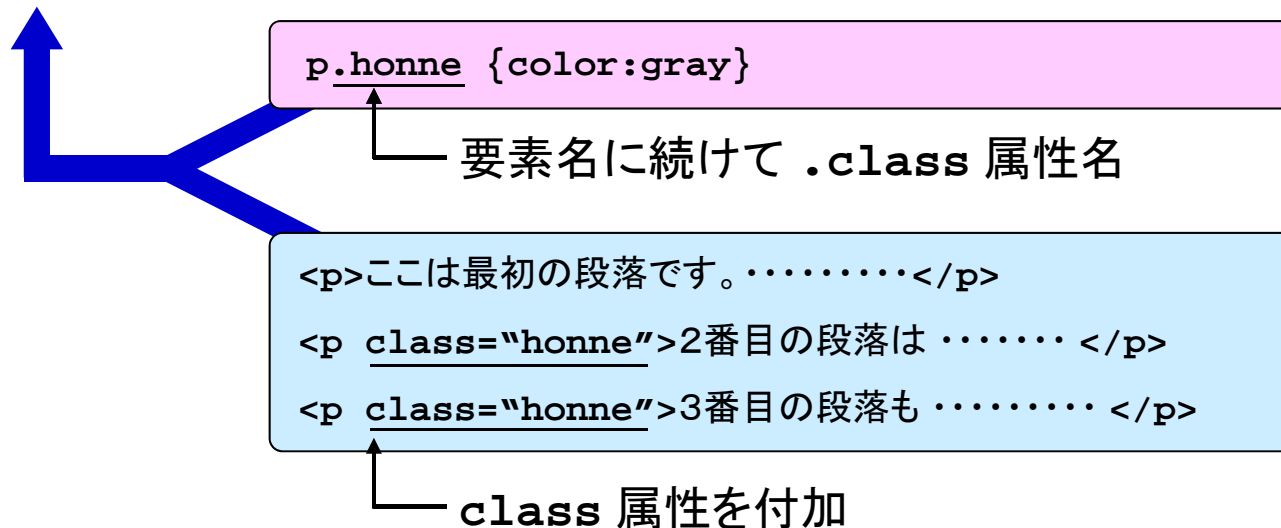 p.honne {color:gray}
要素名に続けて .class 属性名
<p>ここは最初の段落です。・・・・・・・・・</p>
<p class=“honne”>2番目の段落は ・・・・・・・ </p>
<p class=“honne”>3番目の段落も ・・・・・・・・・ </p>
class 属性を付加